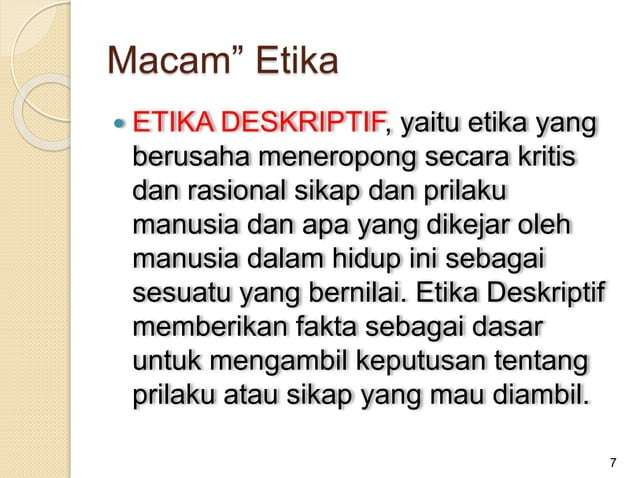 Macam” Etika
ETIKA DESKRIPTIF, yaitu etika yang
berusaha meneropong secara kritis
dan rasional sikap dan prilaku
manusia dan apa yang dikejar oleh
manusia dalam hidup ini sebagai
sesuatu yang bernilai. Etika Deskriptif
memberikan fakta sebagai dasar
untuk mengambil keputusan tentang
prilaku atau sikap yang mau diambil.
7